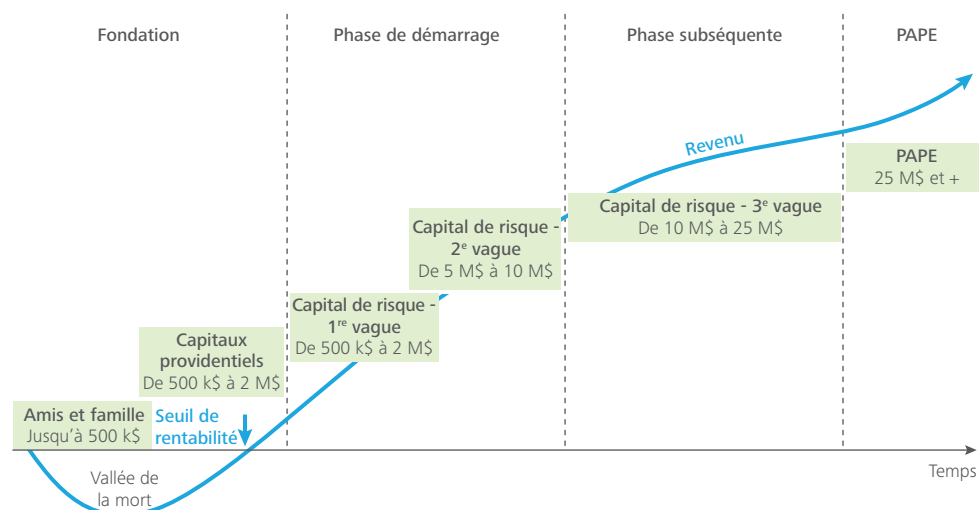 Fondation
Phase de démarrage
Phase subséquente
PAPE
Revenu
PAPE
25 M$ et +
Capital de risque - 3e vague
De 10 M$ à 25 M$
Capital de risque -
2e vague
De 5 M$ à 10 M$
Capital de risque -
1re vague
De 500 k$ à 2 M$
Capitaux
providentiels
De 500 k$ à 2 M$
Amis et famille
Jusqu'à 500 k$
Seuil de
rentabilité
Vallée de
la mort
Temps